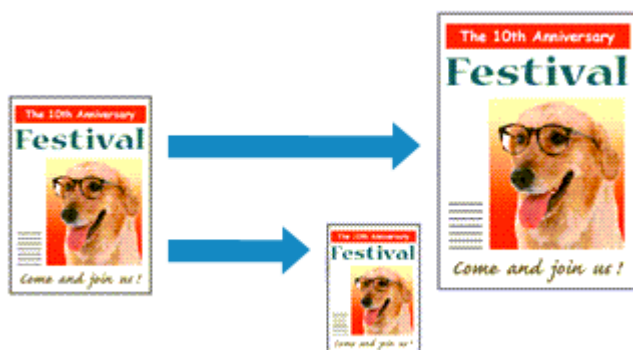 The 10th Anniversary
Festival
Come and join us!
The 10th Anniversary
Festival
Come and join us!
The 10th Anniversary
Festival
Come and join us!